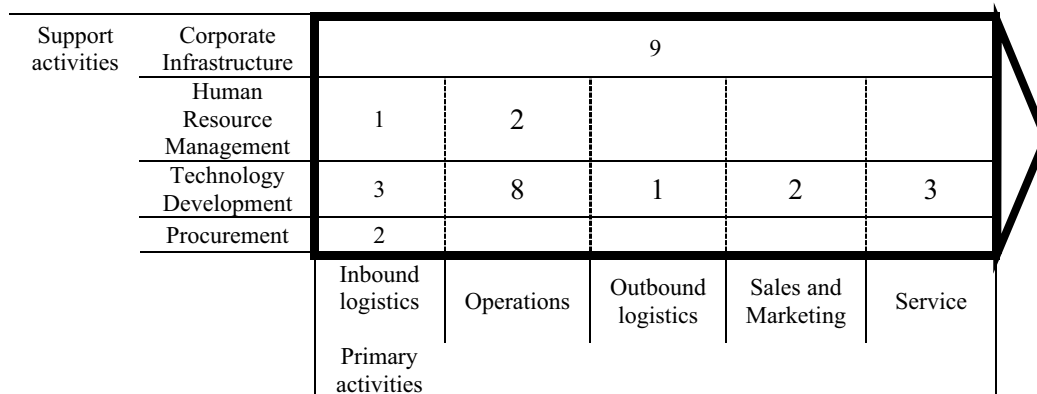 Support
activities
Corporate
Infrastructure
9
Human
Resource
Management
1
2
Technology
Development
3
8
1
2
3
Procurement
2
Inbound
logistics
Operations
Outbound
logistics
Sales and
Marketing
Service
Primary
activities